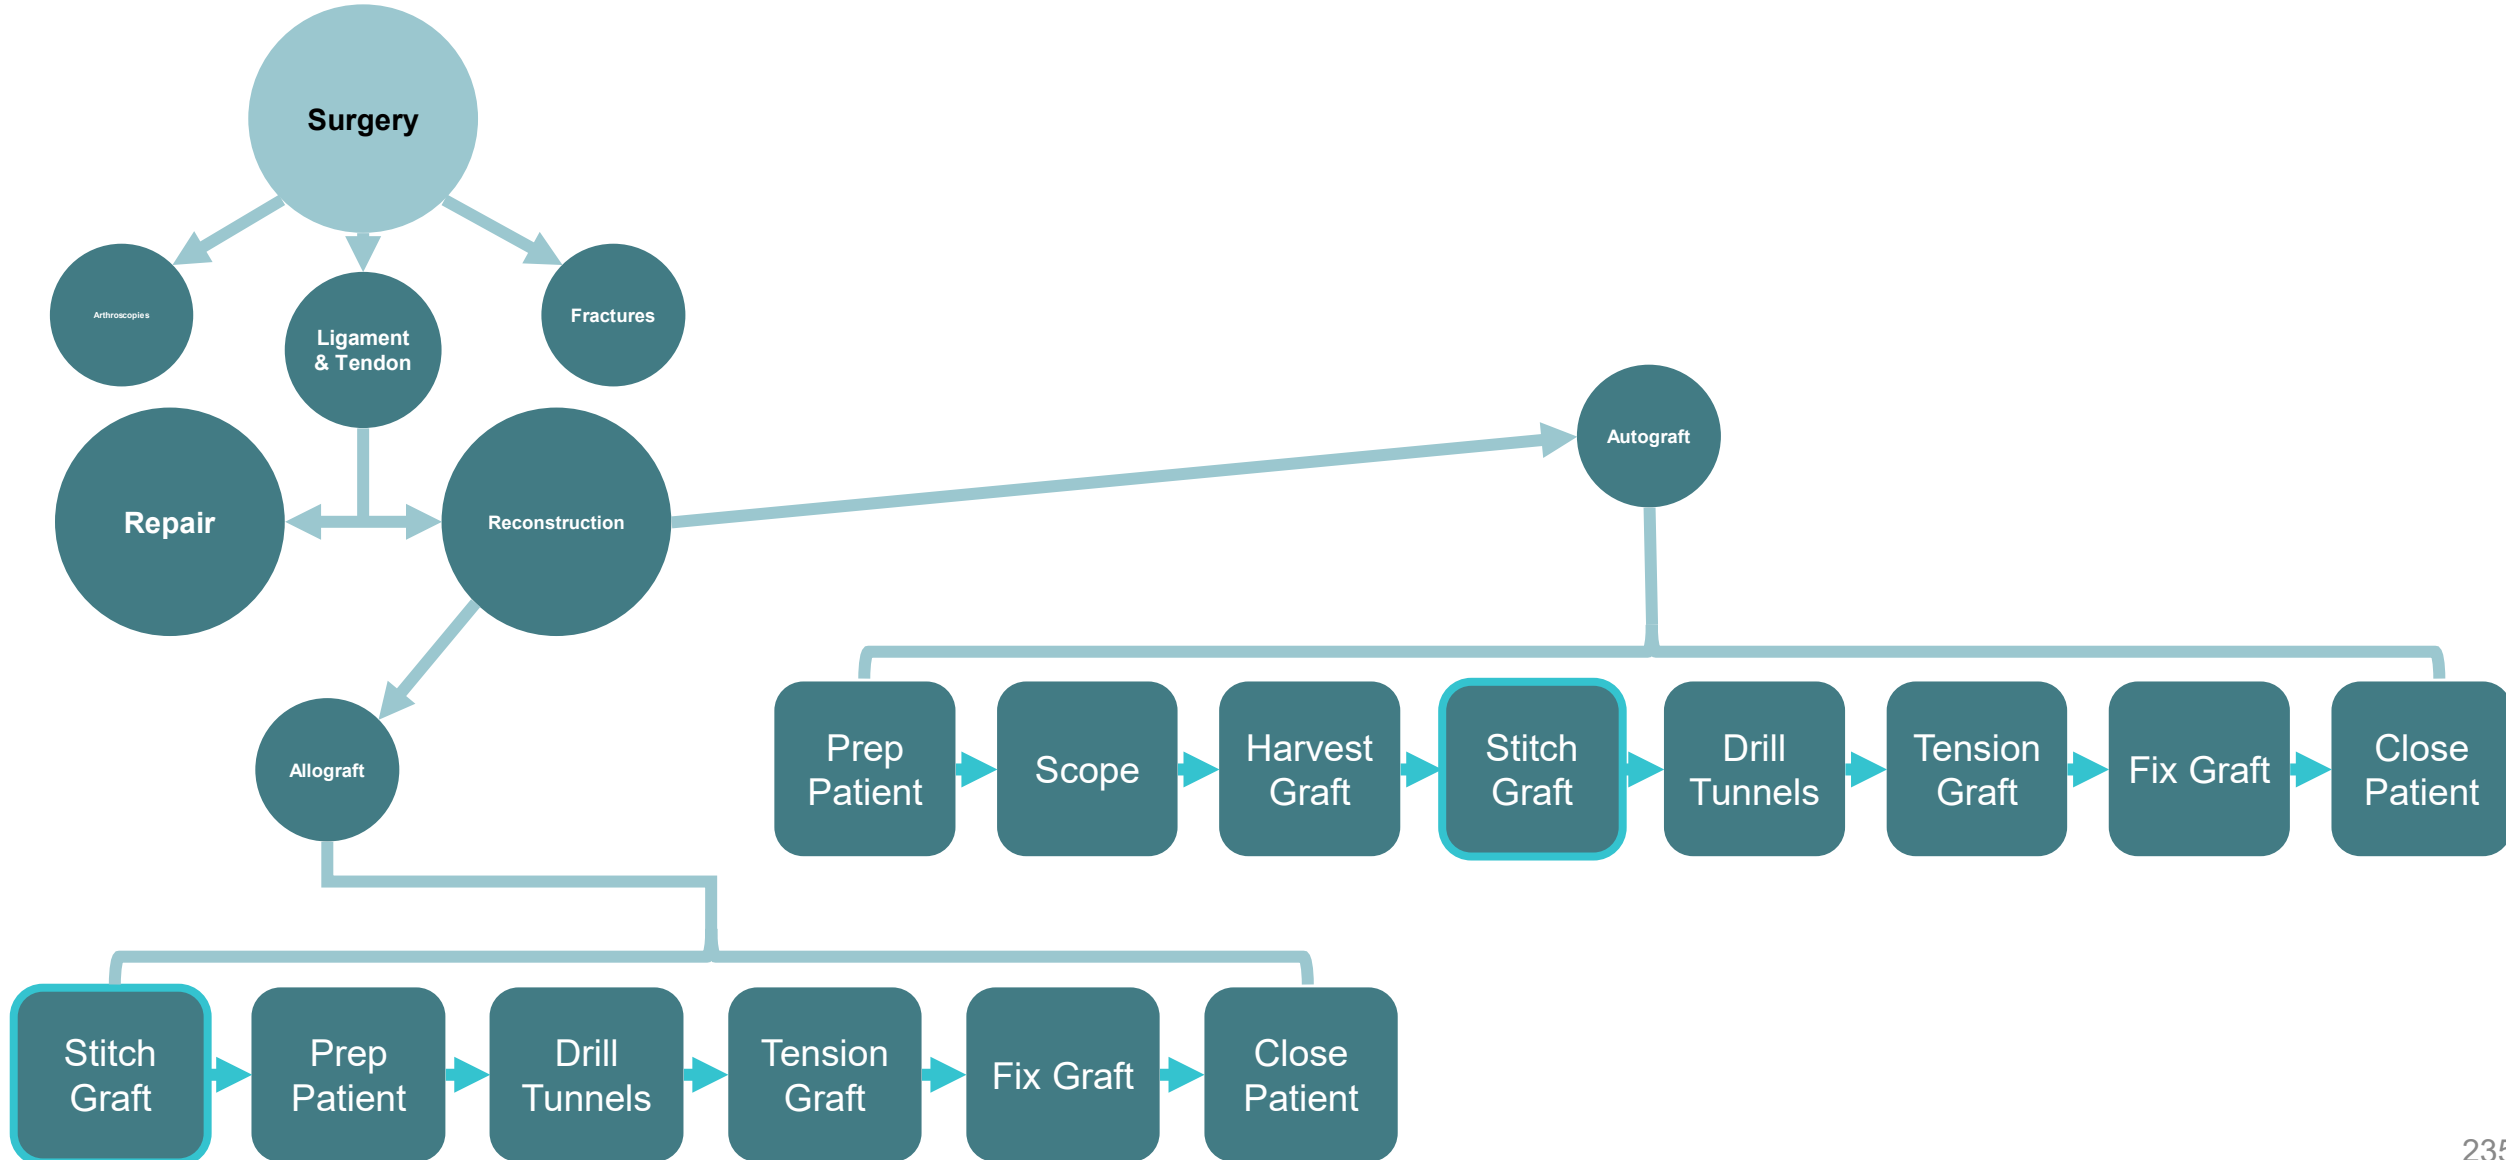 Surgery
Arthroscopies
Ligament
& Tendon
Fractures
Repair
Reconstruction
Autograft
Allograft
Prep
Patient
Scope
Harvest
Graft
Stitch
Graft
Drill
Tunnels
Tension
Graft
Fix Graft
Close
Patient
Stitch
Graft
Prep
Patient
Drill
Tunnels
Tension
Graft
Fix Graft
Close
Patient
235